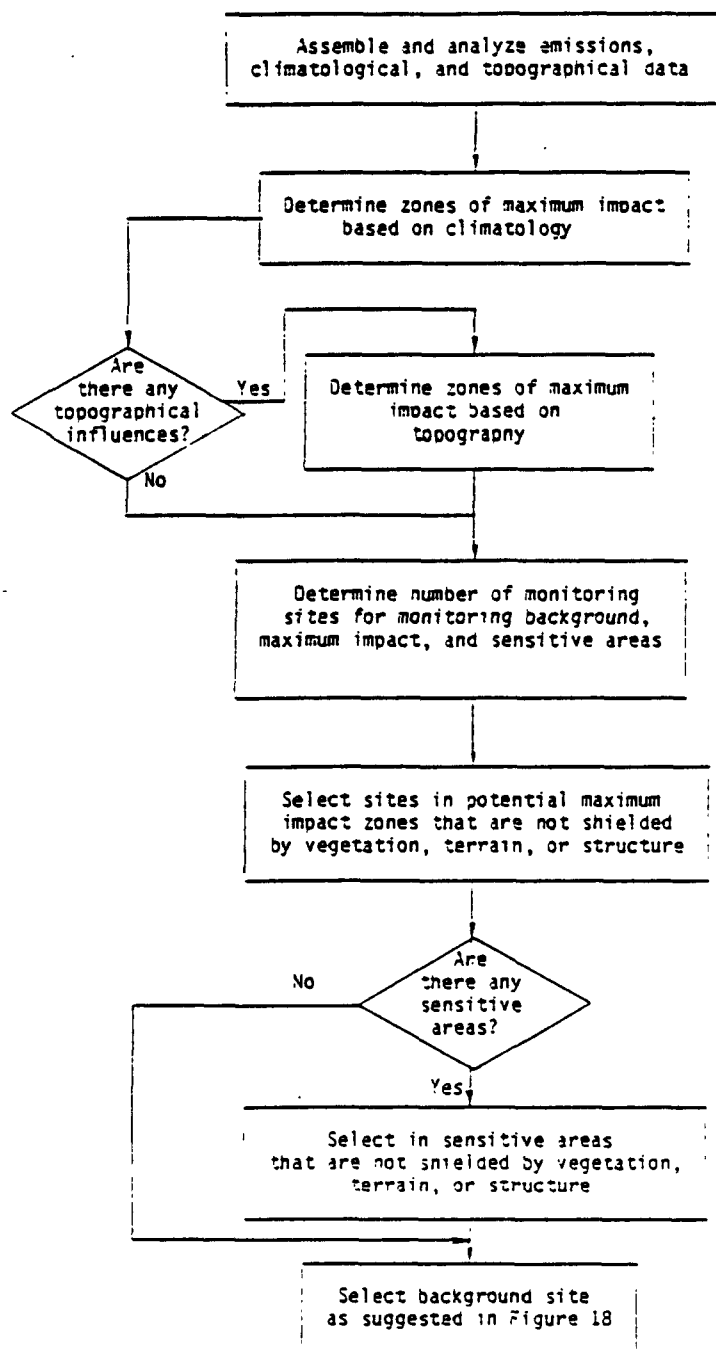 Assemble and analyze emissions,
climatological, and topographical data
Determine zones of maximum impact
based on climatology
Are
there any
topographical
influences?
Yes
No
Determine zones of maximum
impact based on
topography
Determine number of monitoring
sites for monitoring background,
maximum impact, and sensitive areas
Select sites in potential maximum
impact zones that are not shielded
by vegetation, terrain, or structure
Are
there any
sensitive
areas?
No
Yes
Select in sensitive areas
that are not shielded by vegetation,
terrain, or structure
Select background site
as suggested in Figure 18